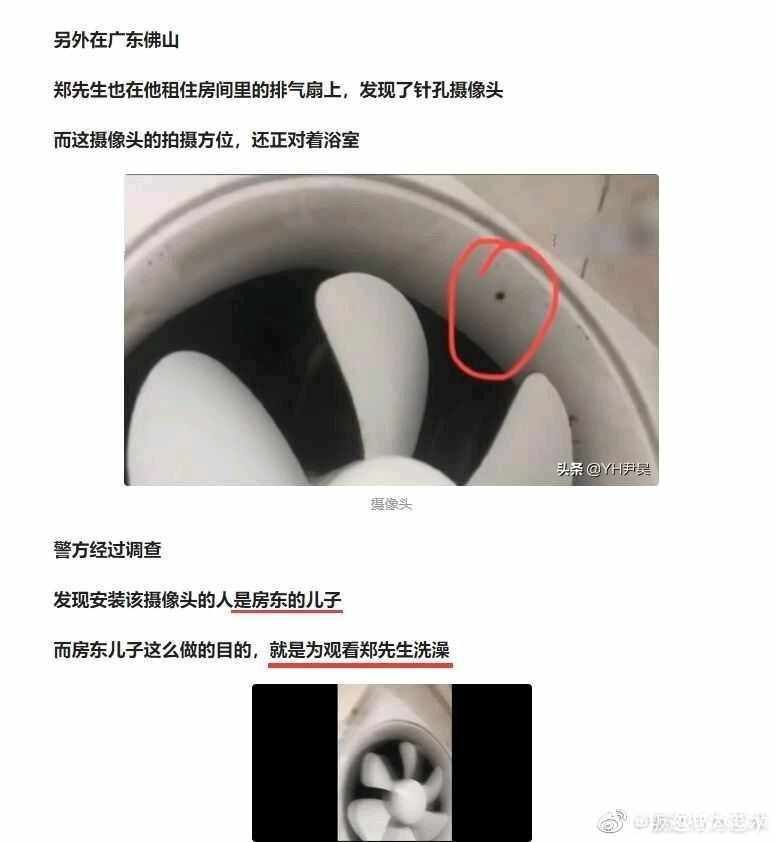 另外在广东佛山
郑先生也在他租住房间里的排气扇上，发现了针孔摄像头
而这摄像头的拍摄方位，还正对着浴室
头条 @YH尹昊
摄像头
警方经过调查
发现安装该摄像头的人是房东的儿子
而房东儿子这么做的目的，就是为观看郑先生洗澡